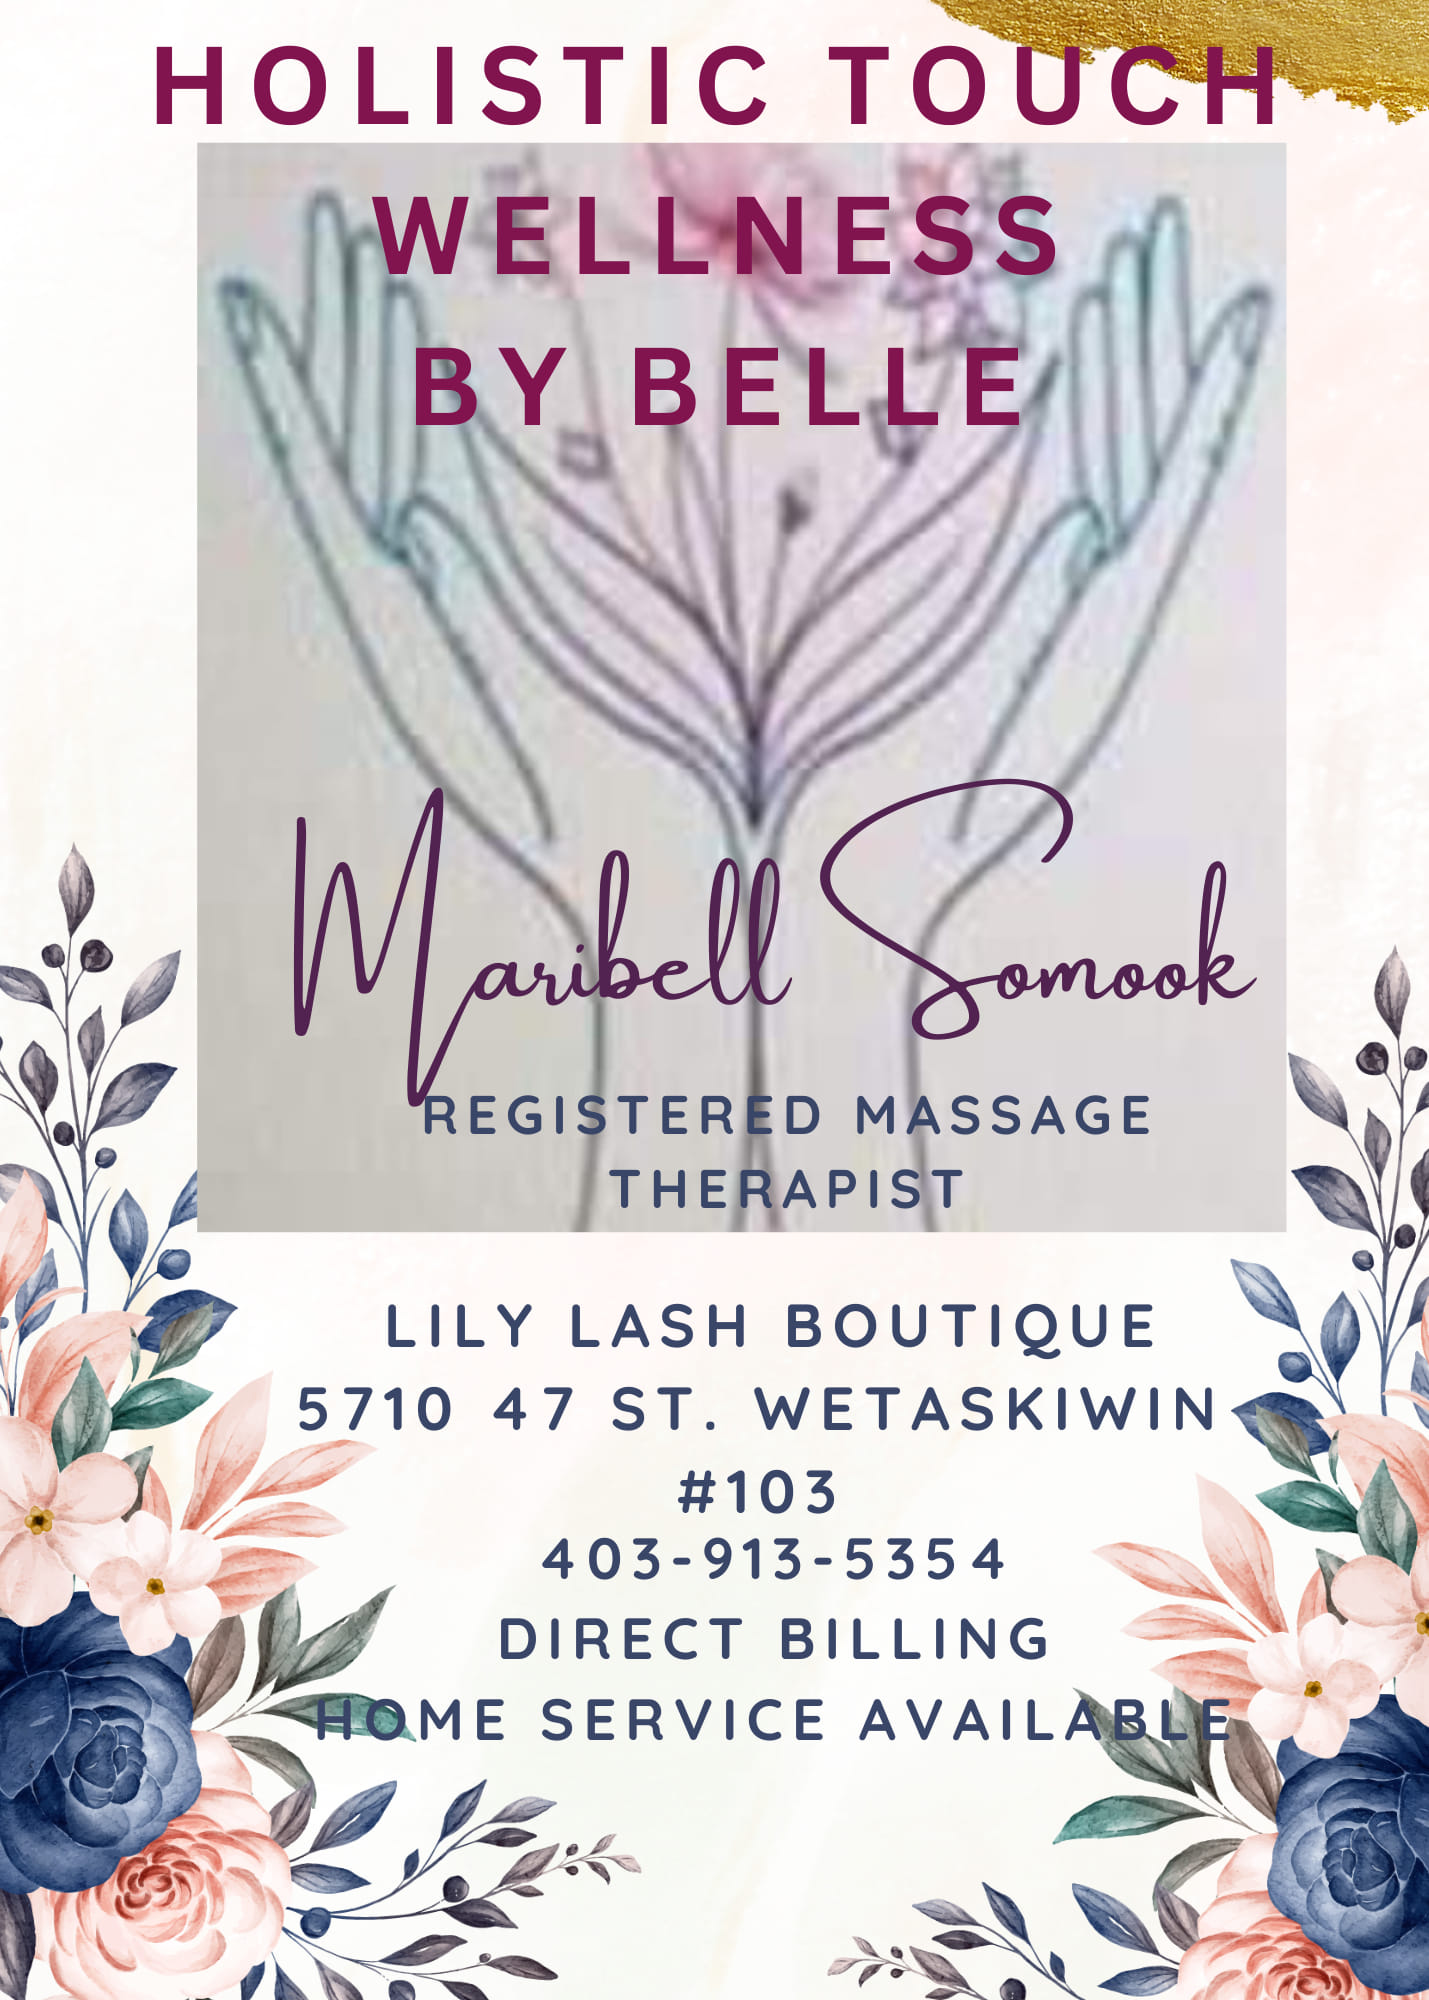 HOLISTIC TOUCH
WELLNESS
BY BELLE
Maribell Somook
REGISTERED MASSAGE
THERAPIST
LILY LASH BOUTIQUE
5710 47 ST. WETASKIWIN
#103
403-913-5354
DIRECT BILLING
HOME SERVICE AVAILABLE